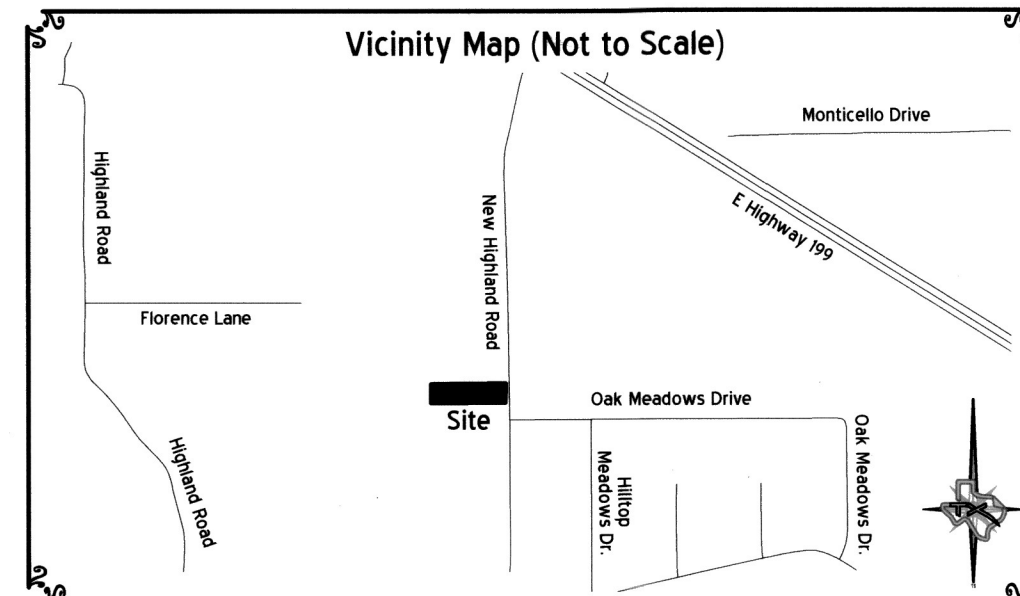 Vicinity Map (Not to Scale)
Monticello Drive
Highland Road
New Highland Road
E Highway 199
Florence Lane
Oak Meadows Drive
Site
Oak Meadows Dr.
Hilltop
Meadows Dr.
Highland Road
TX